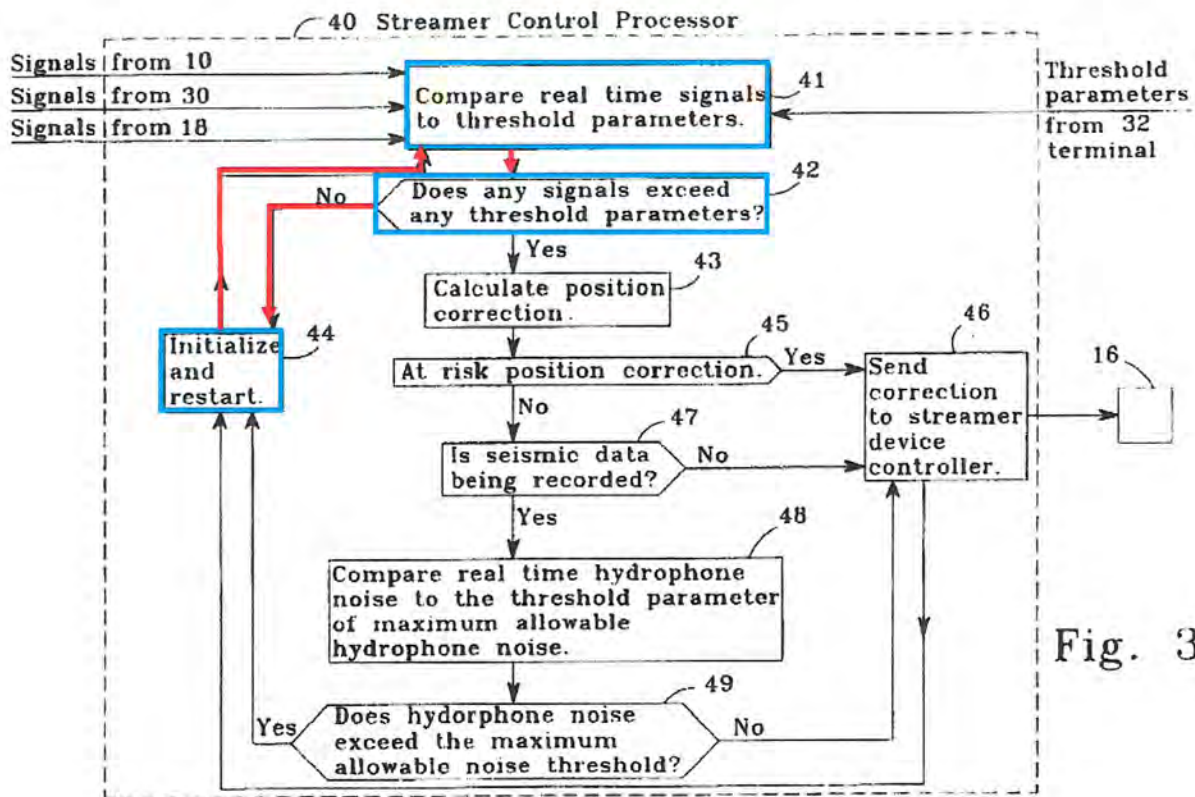 40 Streamer Control Processor
Signals from 10
Signals from 30
Signals from 18
Compare real time signals
to threshold parameters.
41
Threshold
parameters
from 32
terminal
Does any signals exceed
any threshold parameters?
42
No
Yes
Calculate position
correction.
43
Initialize
and
restart.
44
At risk position correction.
45
Yes
Send
correction
to streamer
device
controller.
46
16
No
Is seismic data
being recorded?
47
No
Yes
Compare real time hydrophone
noise to the threshold parameter
of maximum allowable
hydrophone noise.
48
Does hydorphone noise
exceed the maximum
allowable noise threshold?
49
Yes
No
Fig. 3